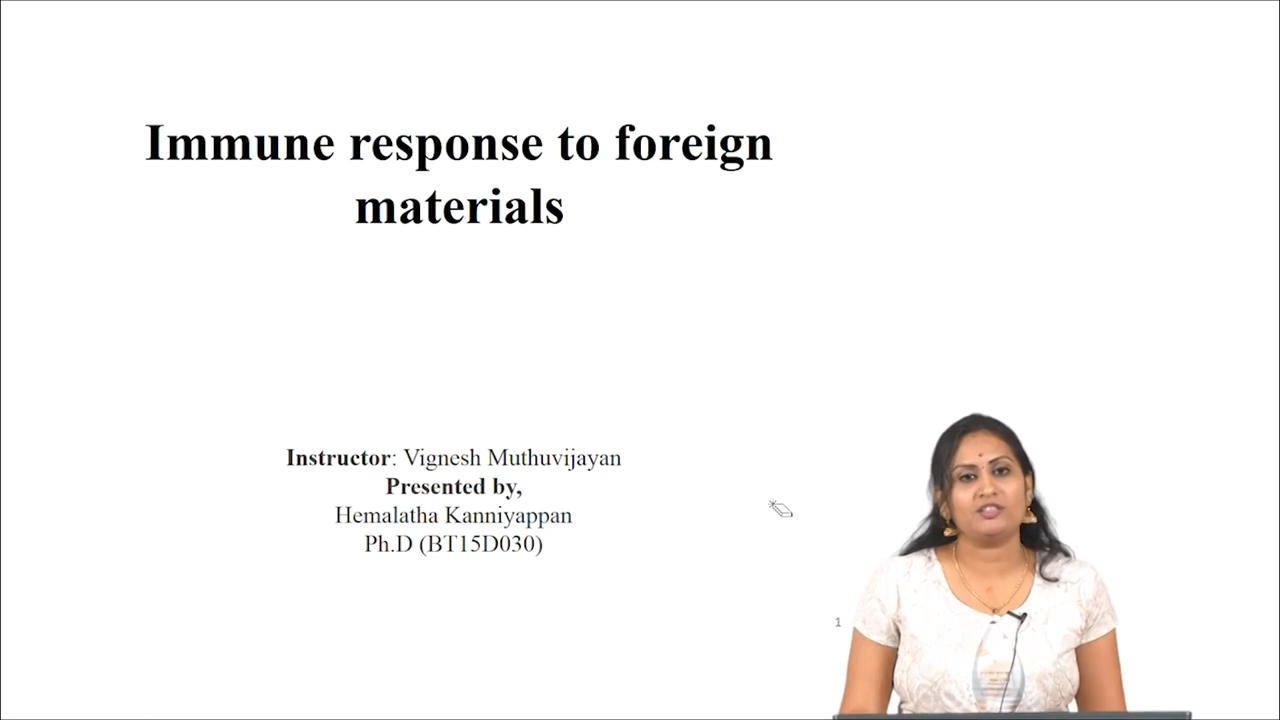 Immune response to foreign
materials
Instructor: Vignesh Muthuvijayan
Presented by,
Hemalatha Kanniyappan
Ph.D (BT15D030)
1